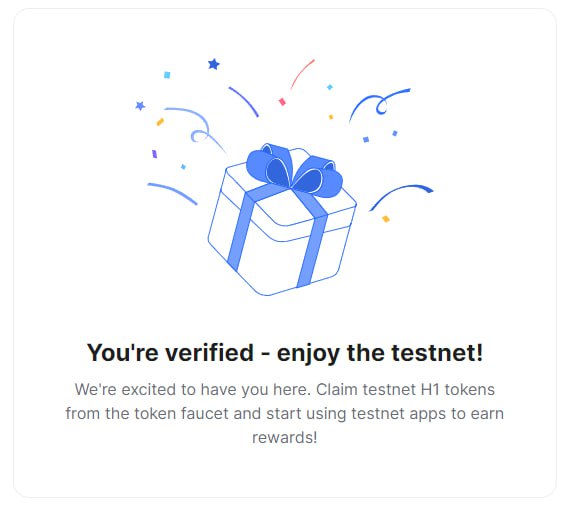 You're verified - enjoy the testnet!
We're excited to have you here. Claim testnet H1 tokens
from the token faucet and start using testnet apps to earn
rewards!